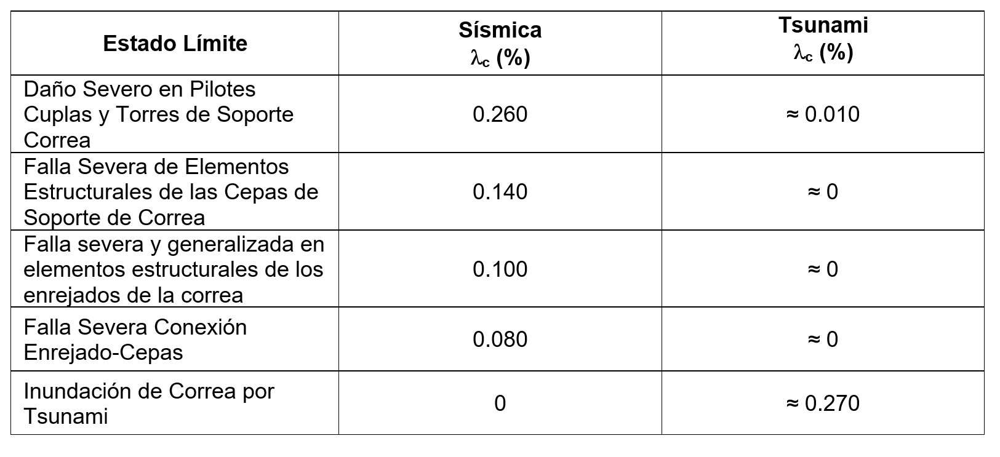 Estado Límite
Sísmica
λc (%)
Tsunami
λc (%)
Daño Severo en Pilotes
Cuplas y Torres de Soporte
Correa
0.260
≈ 0.010
Falla Severa de Elementos
Estructurales de las Cepas de
Soporte de Correa
0.140
≈ 0
Falla severa y generalizada en
elementos estructurales de los
enrejados de la correa
0.100
≈ 0
Falla Severa Conexión
Enrejado-Cepas
0.080
≈ 0
Inundación de Correa por
Tsunami
0
≈ 0.270